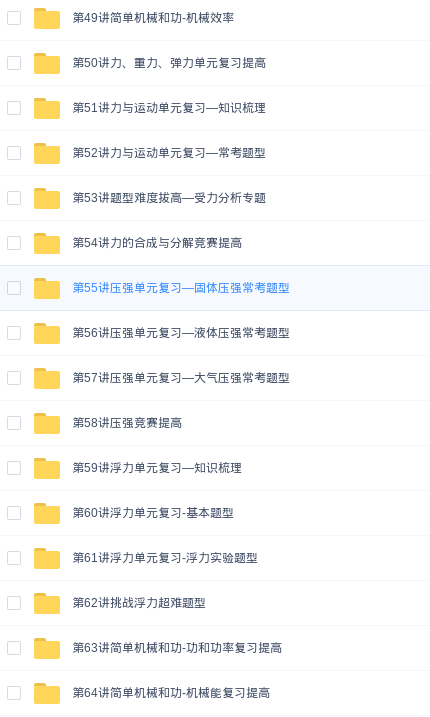 第49讲简单机械和功-机械效率
第50讲力、重力、弹力单元复习提高
第51讲力与运动单元复习—知识梳理
第52讲力与运动单元复习—常考题型
第53讲题型难度拔高—受力分析专题
第54讲力的合成与分解竞赛提高
第55讲压强单元复习—固体压强常考题型
第56讲压强单元复习—液体压强常考题型
第57讲压强单元复习—大气压强常考题型
第58讲压强竞赛提高
第59讲浮力单元复习—知识梳理
第60讲浮力单元复习-基本题型
第61讲浮力单元复习-浮力实验题型
第62讲挑战浮力超难题型
第63讲简单机械和功-功和功率复习提高
第64讲简单机械和功-机械能复习提高